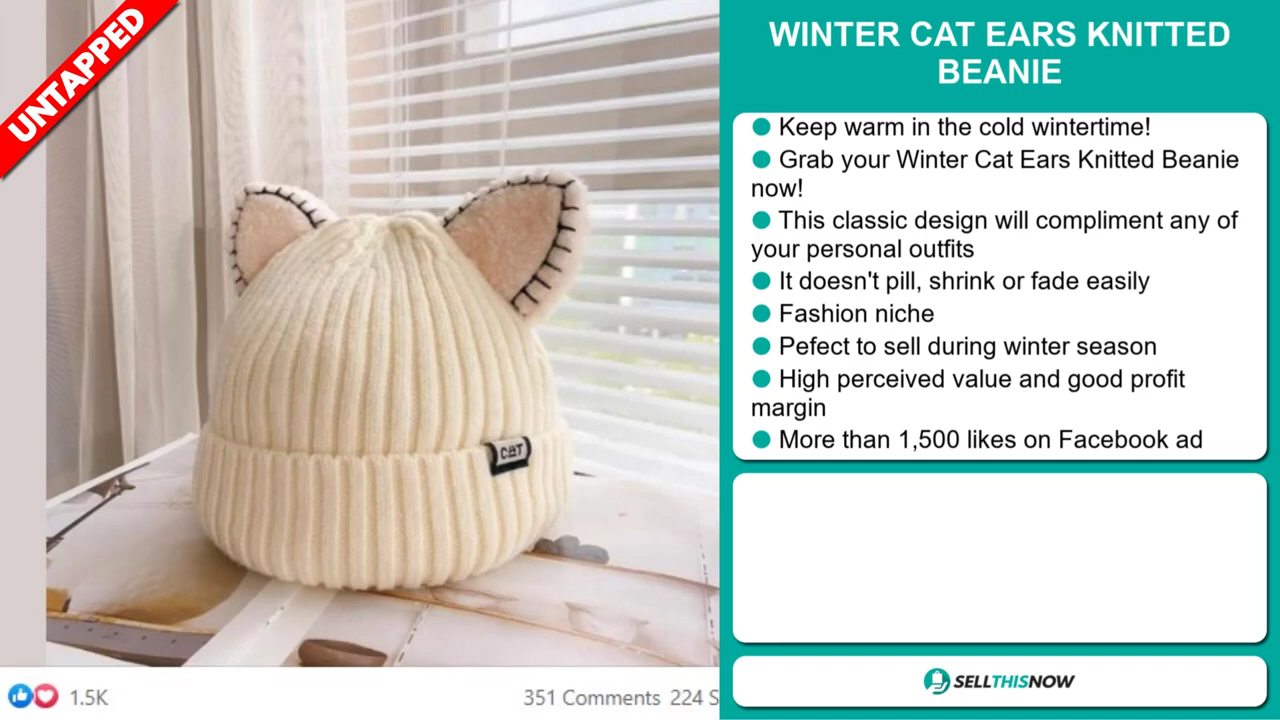 UNTAPPED
WINTER CAT EARS KNITTED
BEANIE
Keep warm in the cold wintertime!
Grab your Winter Cat Ears Knitted Beanie
now!
This classic design will compliment any of
your personal outfits
It doesn't pill, shrink or fade easily
Fashion niche
Pefect to sell during winter season
High perceived value and good profit
margin
More than 1,500 likes on Facebook ad
CAT
1.5K
351 Comments 224 S
SELLTHISNOW